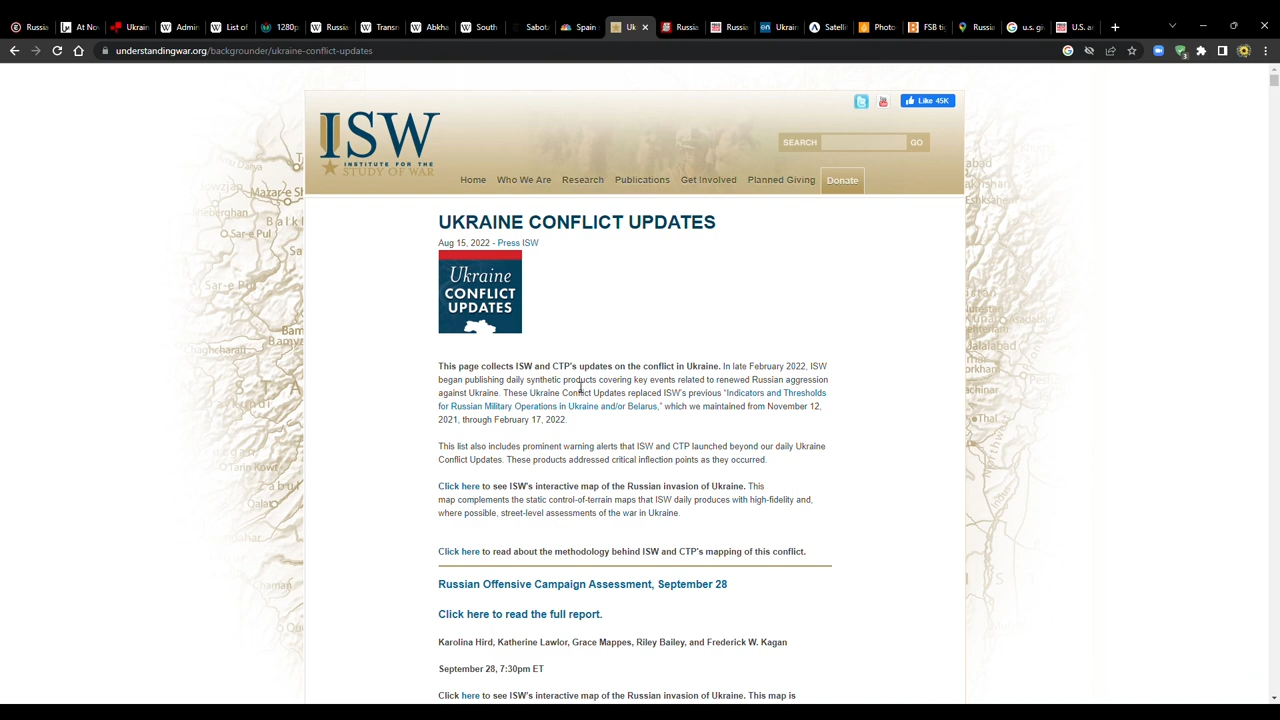 Russia
At No
Ukrain
Admin
List of
1280p
Russia
Transn
Abkha
South
Sabot
Spain
Uk
Russia
Russia
Ukrain
Satelli
Photo
FSB tig
Russia
u.s. gi
U.S. ar
understandingwar.org/backgrounder/ukraine-conflict-updates
Like 45K
ISW
INSTITUTE FOR THE
STUDY OF WAR
SEARCH
GO
Home
Who We Are
Research
Publications
Get Involved
Planned Giving
Donate
UKRAINE CONFLICT UPDATES
Aug 15, 2022 - Press ISW
Ukraine
CONFLICT
UPDATES
This page collects ISW and CTP's updates on the conflict in Ukraine. In late February 2022, ISW
began publishing daily synthetic products covering key events related to renewed Russian aggression
against Ukraine. These Ukraine Conflict Updates replaced ISW's previous "Indicators and Thresholds
for Russian Military Operations in Ukraine and/or Belarus," which we maintained from November 12,
2021, through February 17, 2022.
This list also includes prominent warning alerts that ISW and CTP launched beyond our daily Ukraine
Conflict Updates. These products addressed critical inflection points as they occurred.
Click here to see ISW's interactive map of the Russian invasion of Ukraine. This
map complements the static control-of-terrain maps that ISW daily produces with high-fidelity and,
where possible, street-level assessments of the war in Ukraine.
Click here to read about the methodology behind ISW and CTP's mapping of this conflict.
Russian Offensive Campaign Assessment, September 28
Click here to read the full report.
Karolina Hird, Katherine Lawlor, Grace Mappes, Riley Bailey, and Frederick W. Kagan
September 28, 7:30pm ET
Click here to see ISW's interactive map of the Russian invasion of Ukraine. This map is